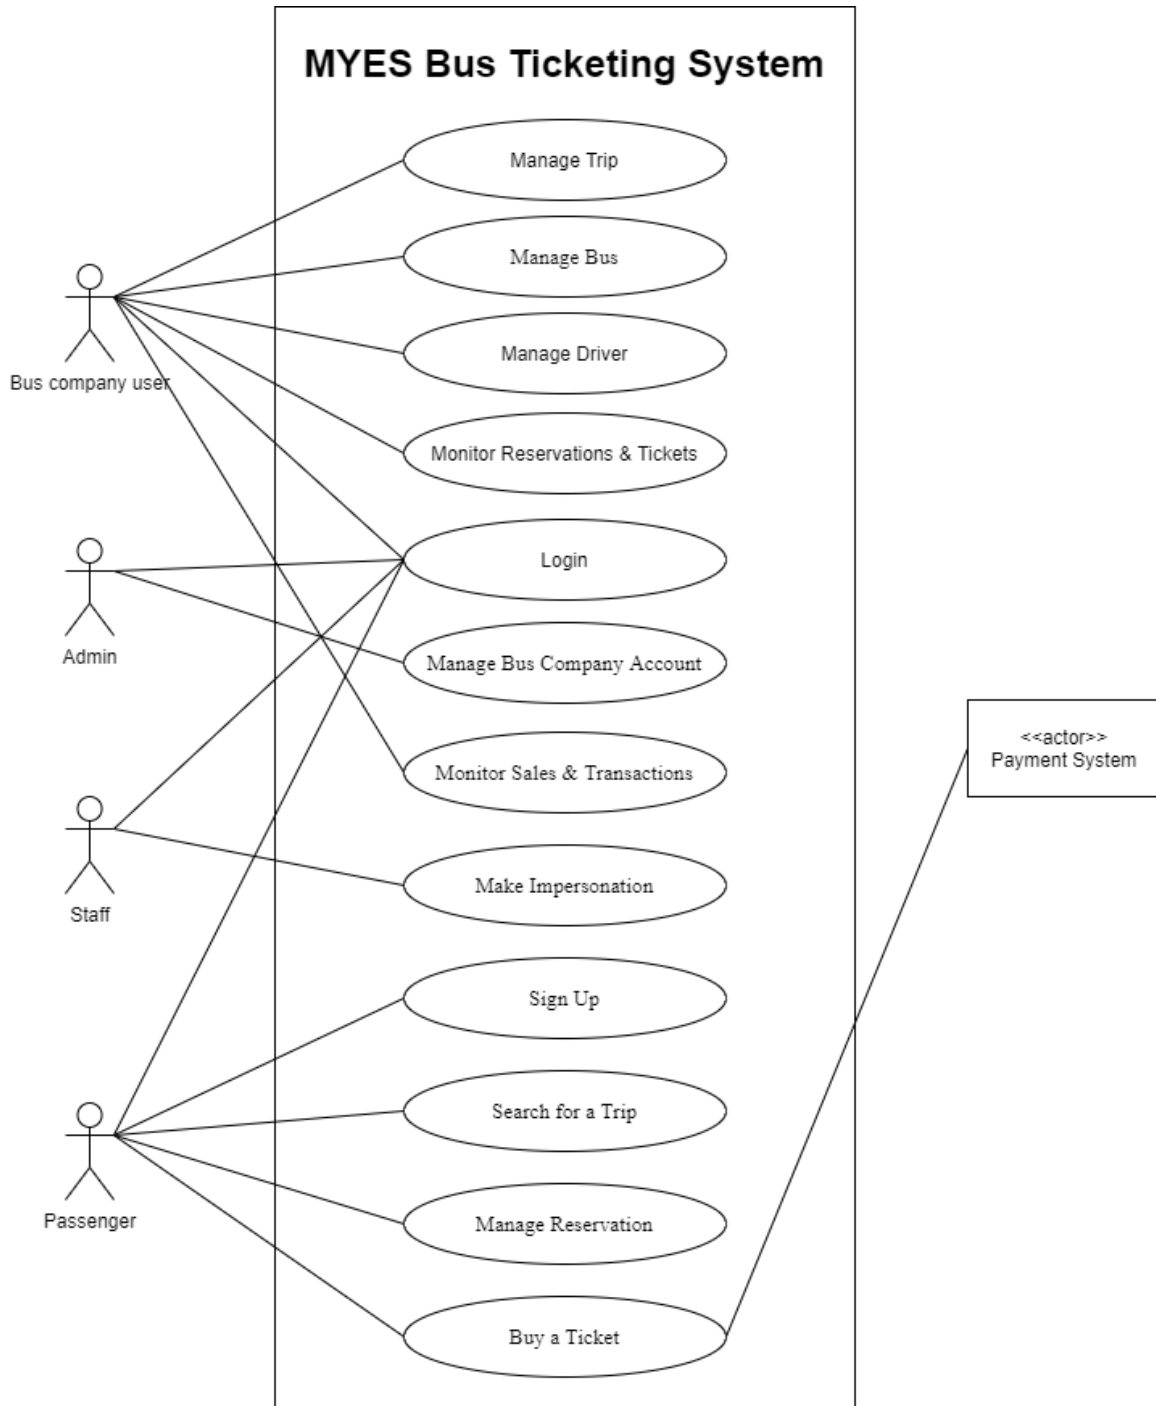 MYES Bus Ticketing System
Manage Trip
Manage Bus
Manage Driver
Bus company user
Monitor Reservations & Tickets
Login
Admin
Manage Bus Company Account
<<actor>>
Payment System
Monitor Sales & Transactions
Make Impersonation
Staff
Sign Up
Search for a Trip
Passenger
Manage Reservation
Buy a Ticket